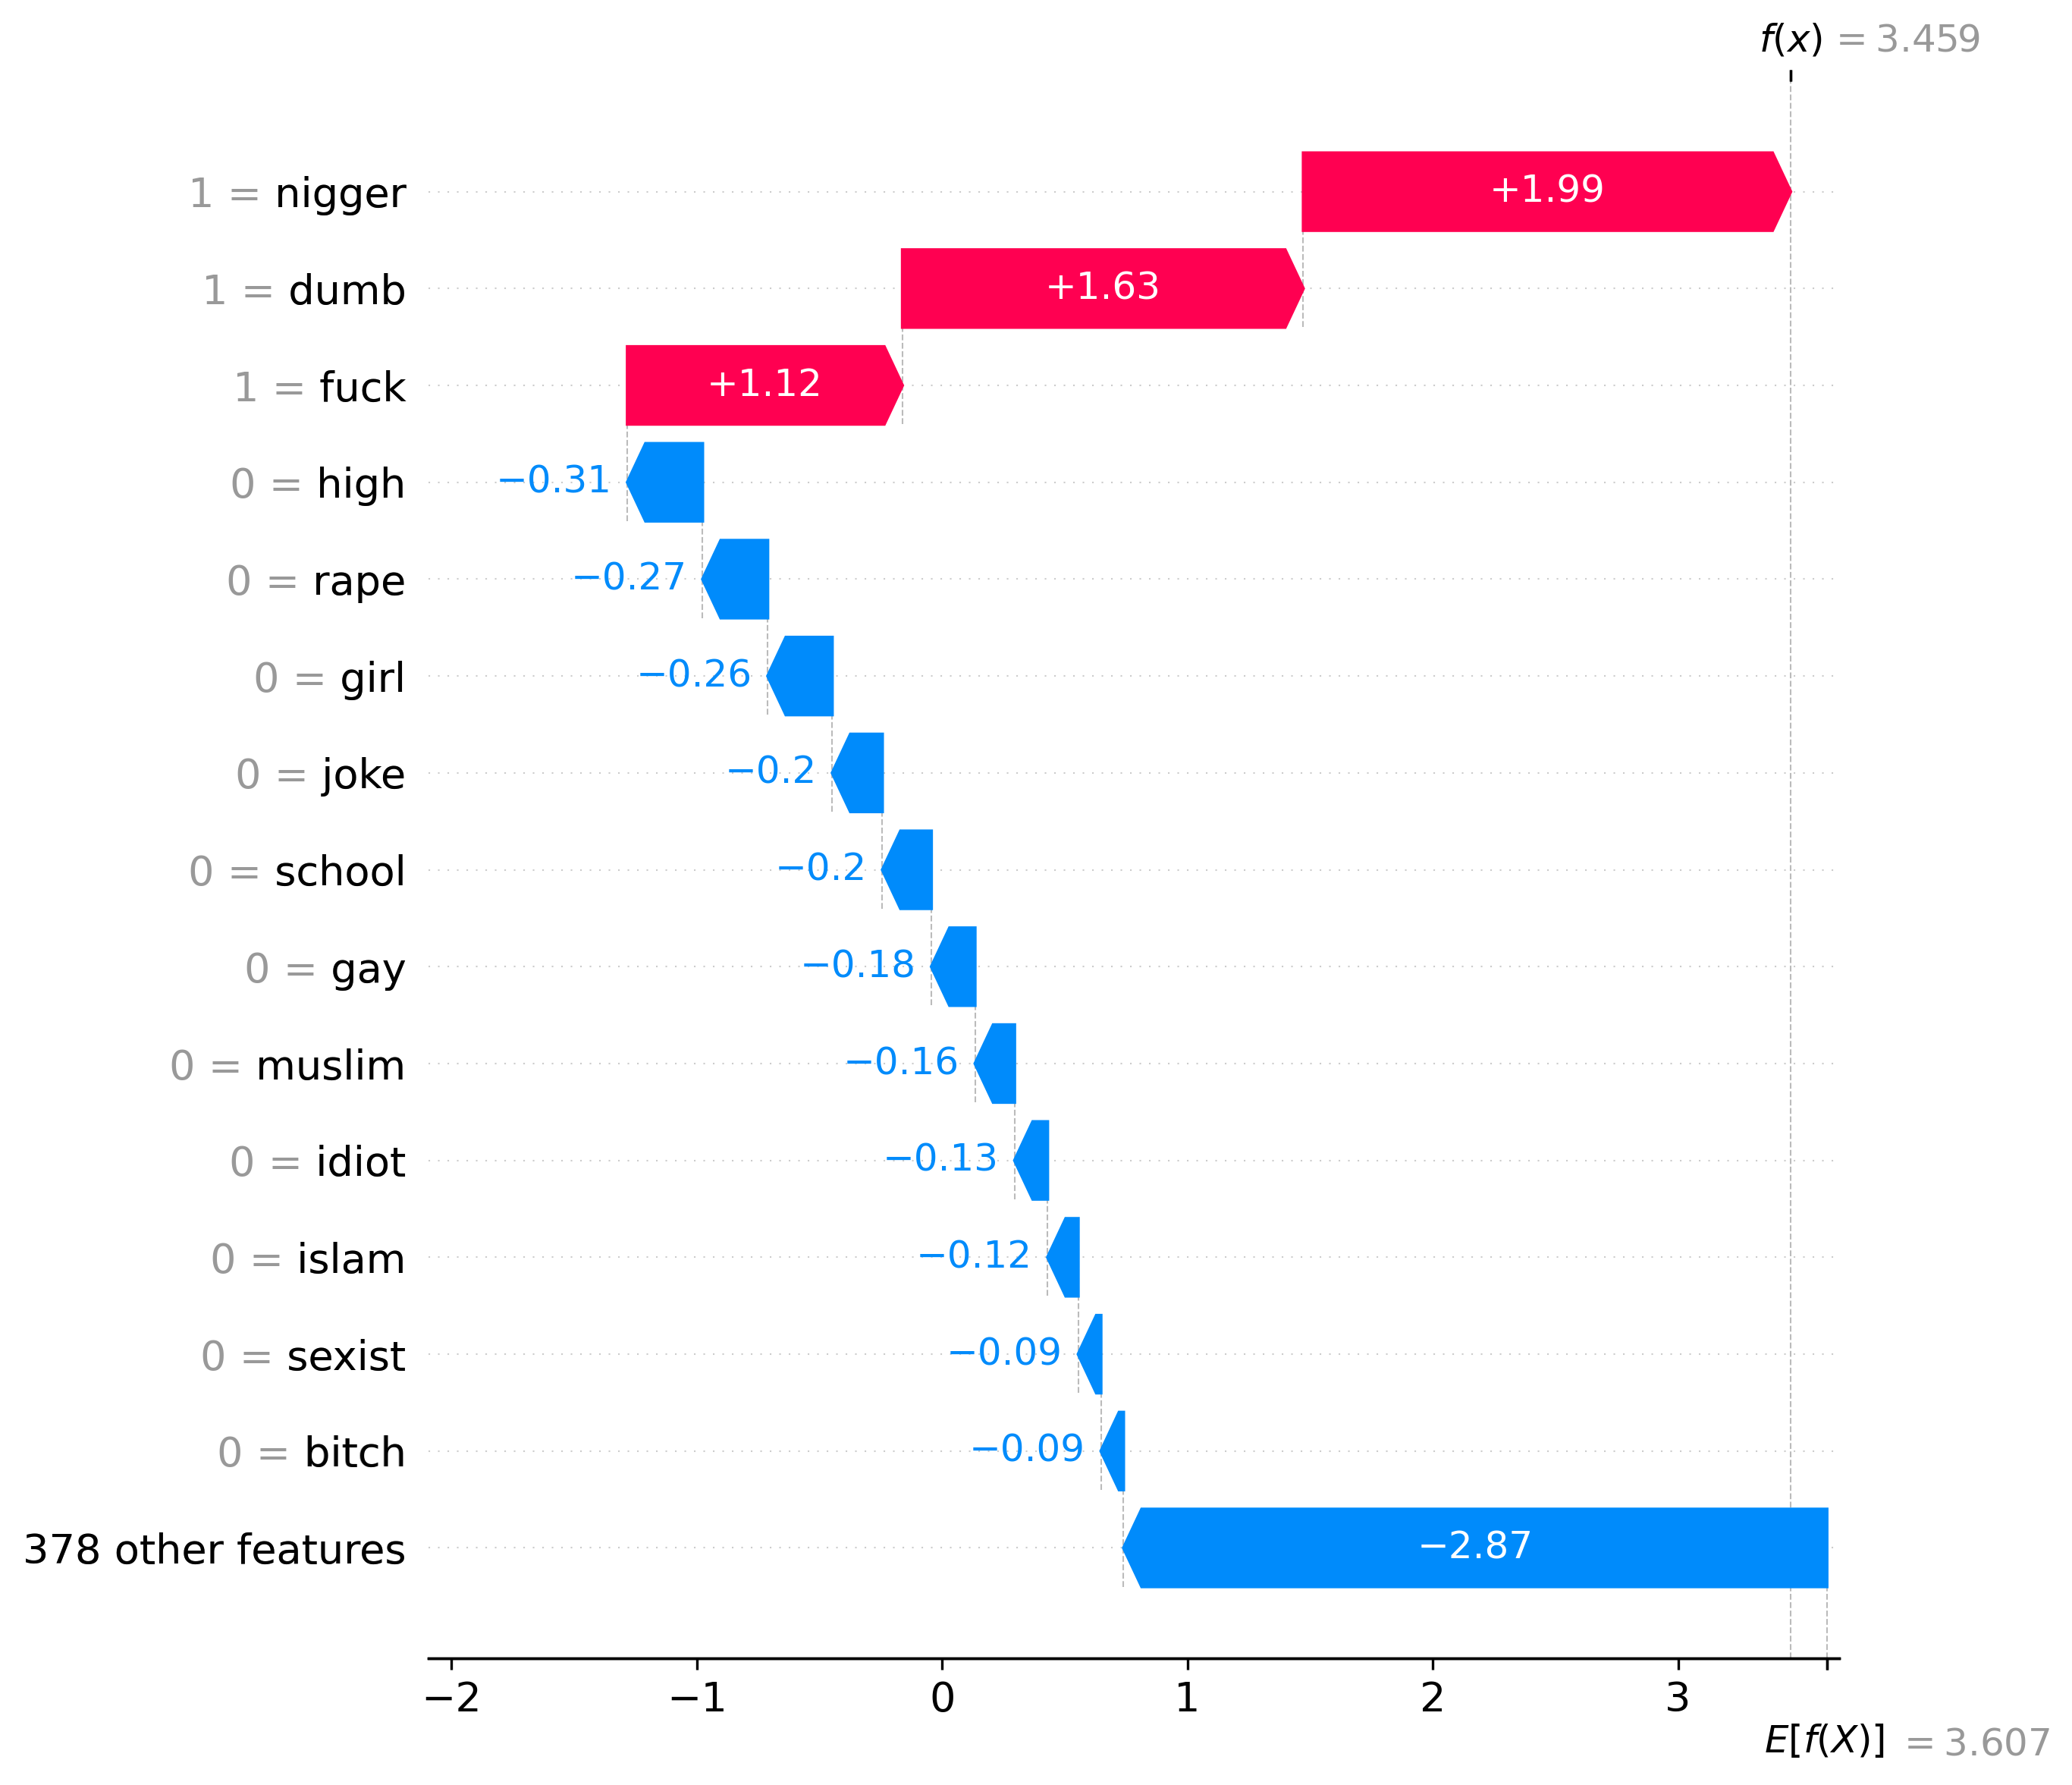 f(x) = 3.459
1 = nigger
+1.99
1 = dumb
+1.63
1 = fuck
+1.12
0 = high
−0.31
0 = rape
−0.27
0 = girl
−0.26
0 = joke
−0.2
0 = school
−0.2
0 = gay
−0.18
0 = muslim
−0.16
0 = idiot
−0.13
0 = islam
−0.12
0 = sexist
−0.09
0 = bitch
−0.09
378 other features
−2.87
−2 −1 0 1 2 3
E[f(X)] = 3.607